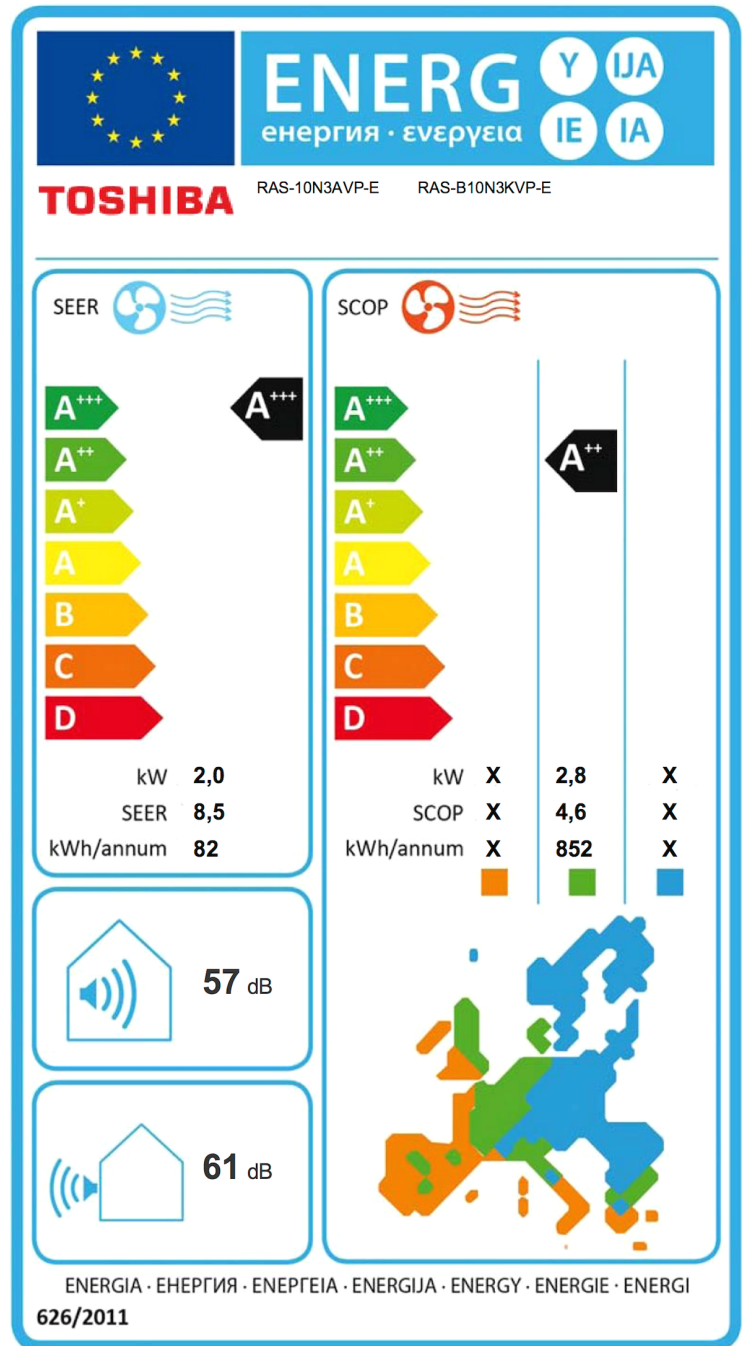 ENERG Y IJA
енергия · ενεργεια IE IA
TOSHIBA RAS-10N3AVP-E RAS-B10N3KVP-E
SEER
A+++
A+++
A++
A+
A
B
C
D
kW 2,0
SEER 8,5
kWh/annum 82
SCOP
A+++
A++
A++
A+
A
B
C
D
kW X 2,8 X
SCOP X 4,6 X
kWh/annum X 852 X
57 dB
61 dB
ENERGIA · ЕНЕРГИЯ · ΕΝΕΡΓΕΙΑ · ENERGIJA · ENERGY · ENERGIE · ENERGI
626/2011